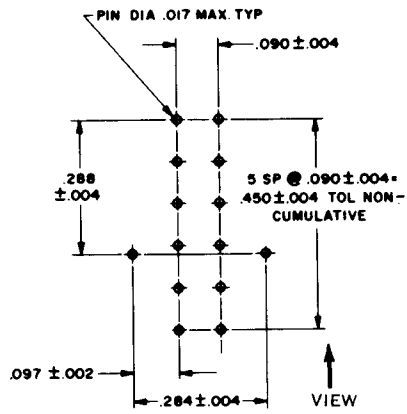 PIN DIA .017 MAX. TYP
.090 ±.004
.288
±.004
5 SP @ .090 ±.004=
.450 ±.004 TOL NON-
CUMULATIVE
.097 ±.002
.284 ±.004
VIEW